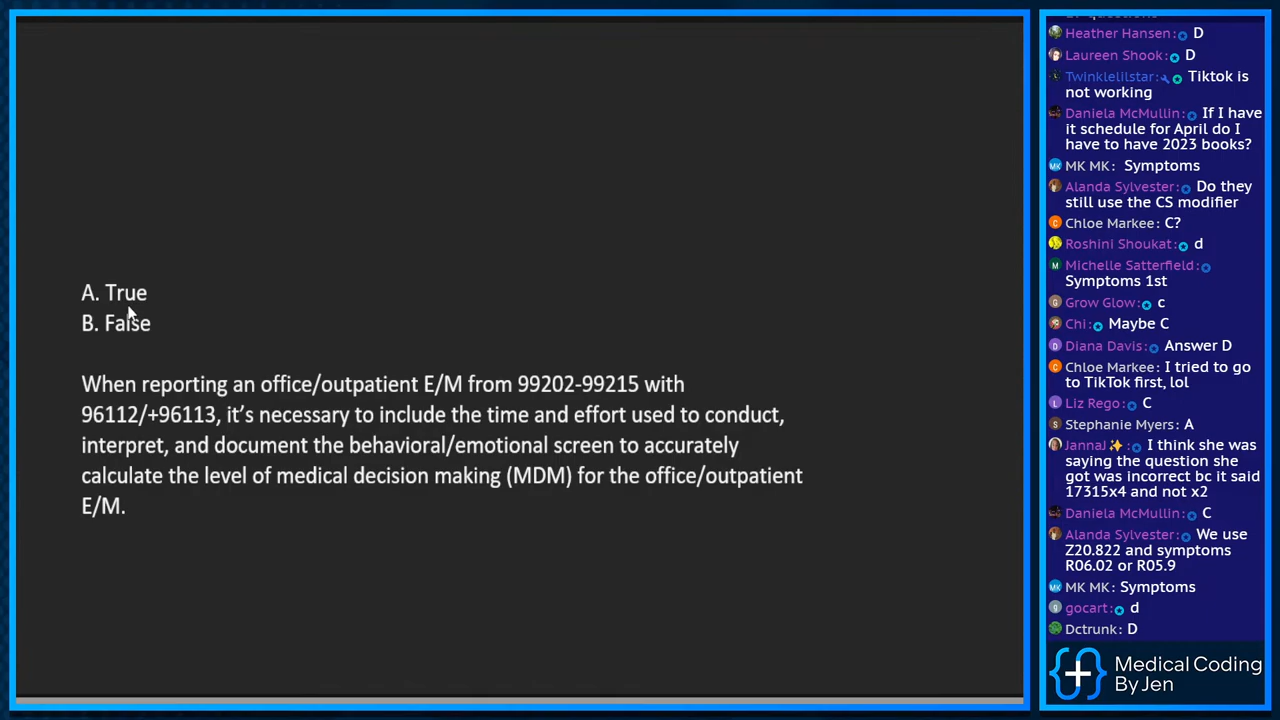 A. True
B. False
When reporting an office/outpatient E/M from 99202-99215 with
96112/+96113, it’s necessary to include the time and effort used to conduct,
interpret, and document the behavioral/emotional screen to accurately
calculate the level of medical decision making (MDM) for the office/outpatient
E/M.
Heather Hansen: D
Laureen Shook: D
Twinklelilstar: Tiktok is
not working
Daniela McMullin: If I have
it schedule for April do I
have to have 2023 books?
MK MK: Symptoms
Alanda Sylvester: Do they
still use the CS modifier
Chloe Markee: C?
Roshini Shoukat: d
Michelle Satterfield:
Symptoms 1st
Grow Glow: c
Chi: Maybe C
Diana Davis: Answer D
Chloe Markee: I tried to go
to TikTok first, lol
Liz Rego: C
Stephanie Myers: A
JannaJ✨: I think she was
saying the question she
got was incorrect bc it said
17315x4 and not x2
Daniela McMullin: C
Alanda Sylvester: We use
Z20.822 and symptoms
R06.02 or R05.9
MK MK: Symptoms
gocart: d
Dctrunk: D
Medical Coding
By Jen